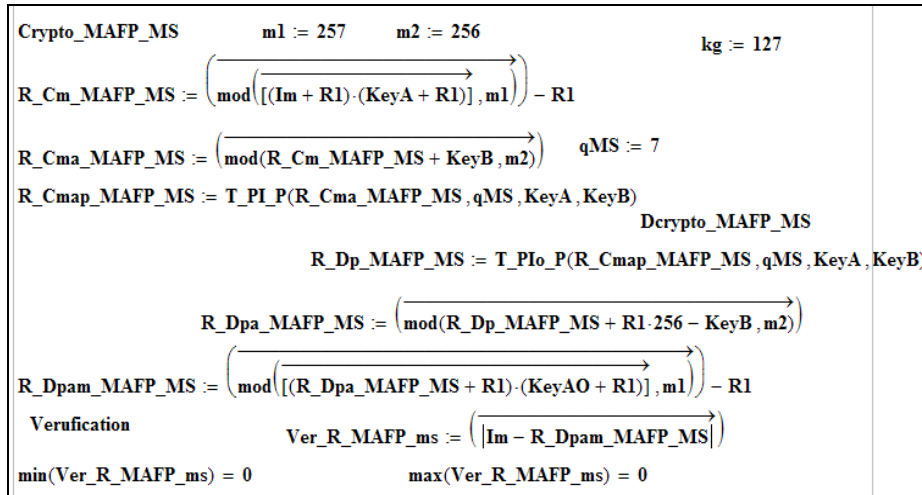 Crypto_MAFP_MS m1 := 257 m2 := 256 kg := 127
R_Cm_MAFP_MS := (mod([(Im + R1)·(KeyA + R1)] ,m1)) − R1
R_Cma_MAFP_MS := (mod(R_Cm_MAFP_MS + KeyB ,m2)) qMS := 7
R_Cmap_MAFP_MS := T_PI_P(R_Cma_MAFP_MS ,qMS ,KeyA ,KeyB)
Dcrypto_MAFP_MS
R_Dp_MAFP_MS := T_PIo_P(R_Cmap_MAFP_MS ,qMS ,KeyA ,KeyB)
R_Dpa_MAFP_MS := (mod(R_Dp_MAFP_MS + R1·256 − KeyB ,m2))
R_Dpam_MAFP_MS := (mod([(R_Dpa_MAFP_MS + R1)·(KeyAO + R1)] ,m1)) − R1
Verufication
Ver_R_MAFP_ms := (|Im − R_Dpam_MAFP_MS|)
min(Ver_R_MAFP_ms) = 0 max(Ver_R_MAFP_ms) = 0